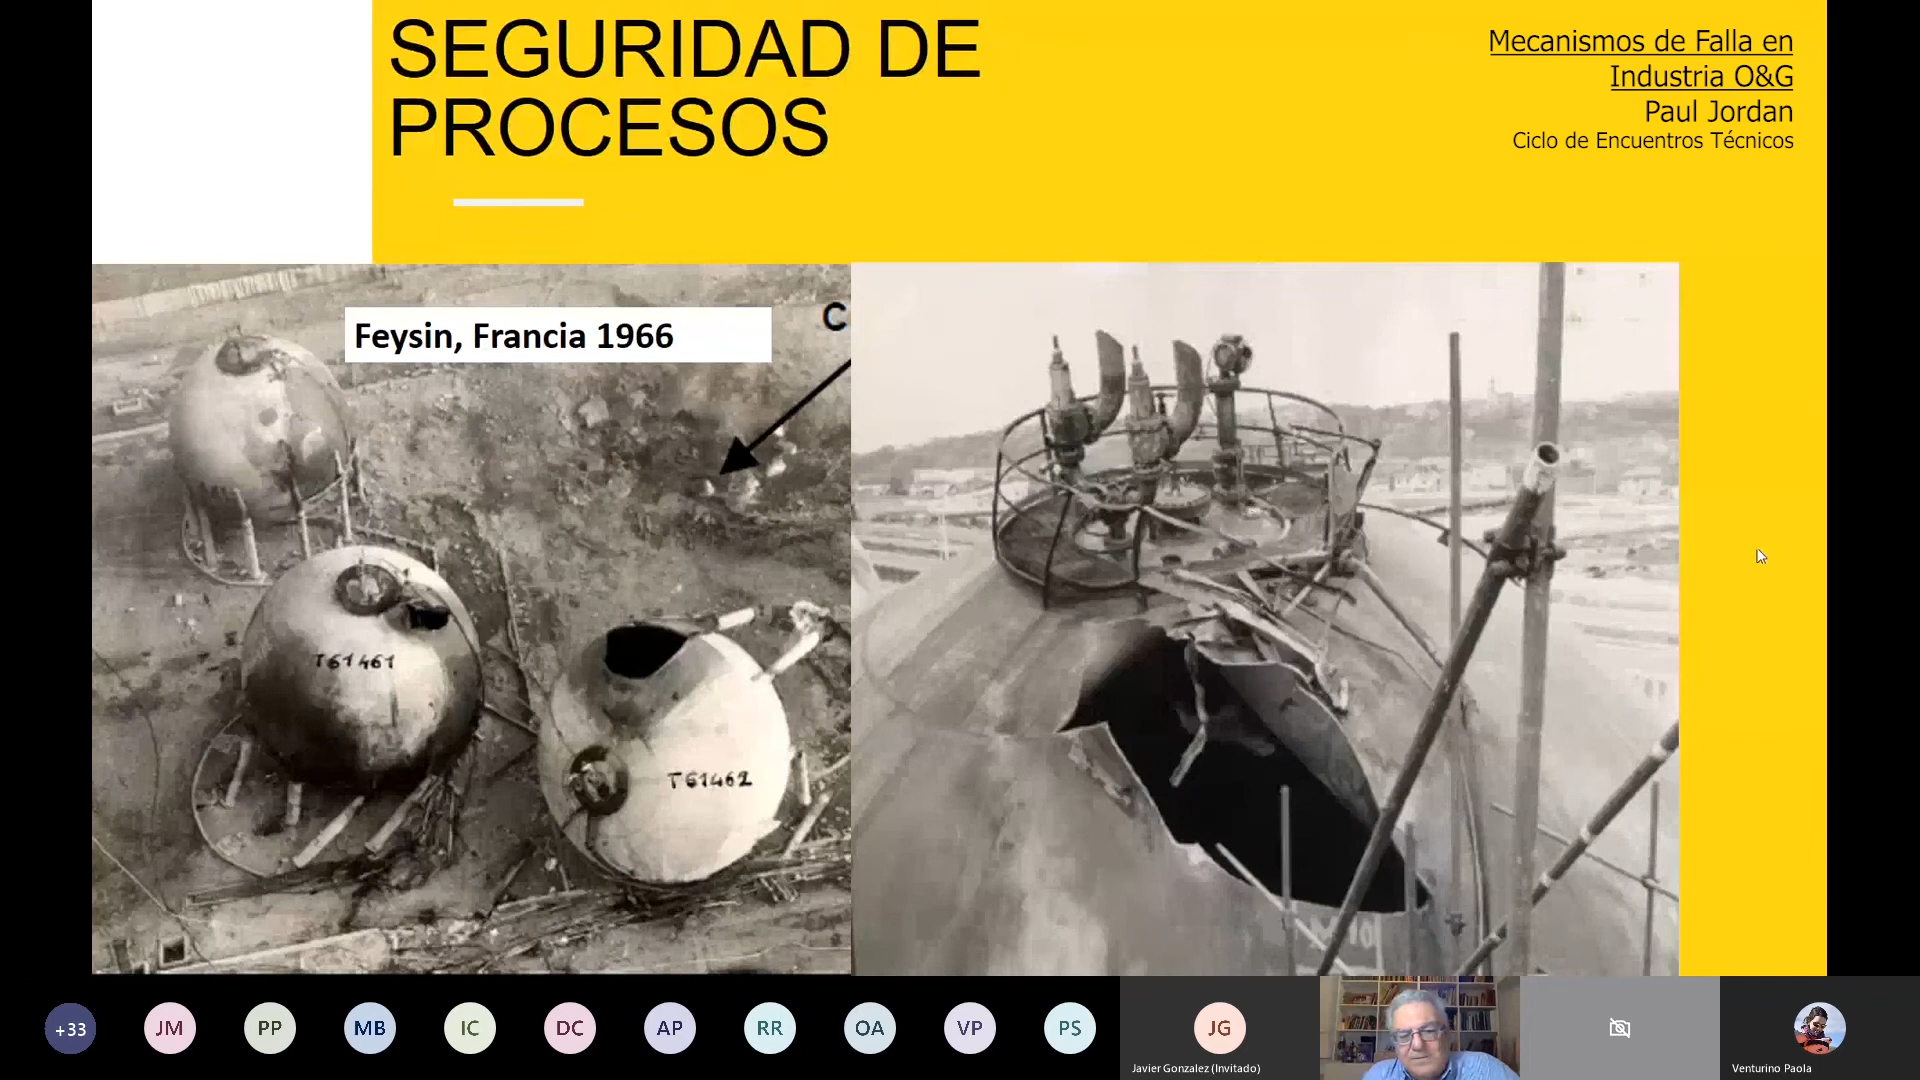 SEGURIDAD DE
PROCESOS
Mecanismos de Falla en
Industria O&G
Paul Jordan
Ciclo de Encuentros Técnicos
Feysin, Francia 1966
C
T61461
T61462
+33
JM
PP
MB
IC
DC
AP
RR
OA
VP
PS
JG
Javier Gonzalez (Invitado)
Venturino Paola